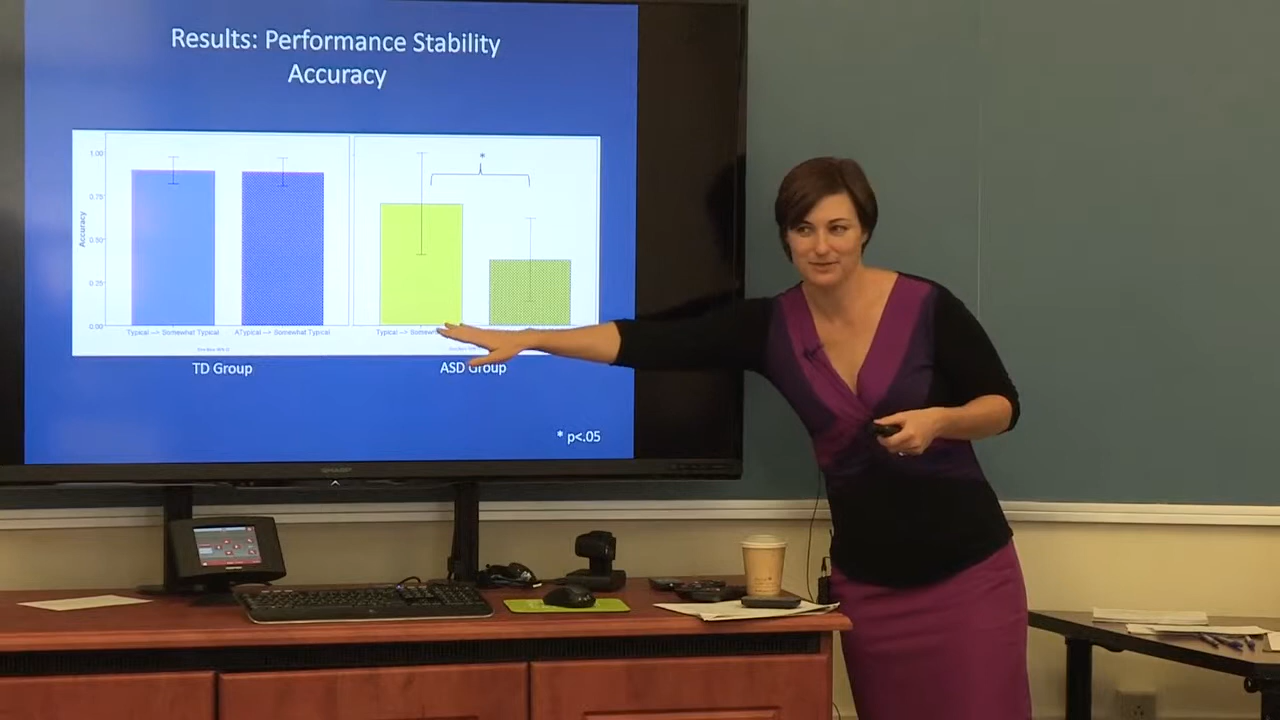 Results: Performance Stability
Accuracy
*
1.00
0.75
0.50
0.25
0.00
Accuracy
Typical --> Somewhat Typical
ATypical --> Somewhat Typical
Typical -->
TD Group
ASD Group
* p<.05
SHARP